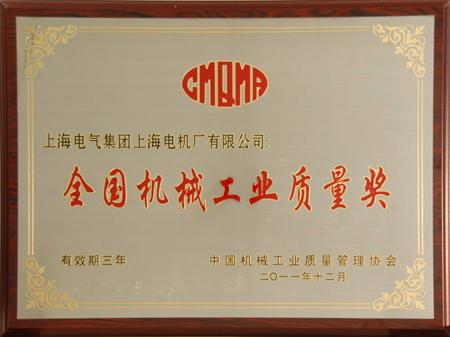 CMQMA
上海电气集团上海电机厂有限公司:
全国机械工业质量奖
有效期三年
中国机械工业质量管理协会
二〇一一年十二月